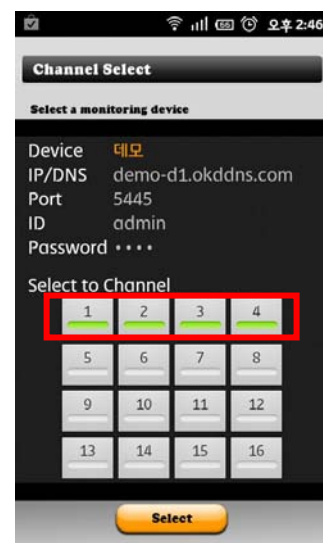 55 오후 2:46
Channel Select
Select a monitoring device
Device 데모
IP/DNS demo-d1.okddns.com
Port 5445
ID admin
Password ••••
Select to Channel
1 2 3 4
5 6 7 8
9 10 11 12
13 14 15 16
Select